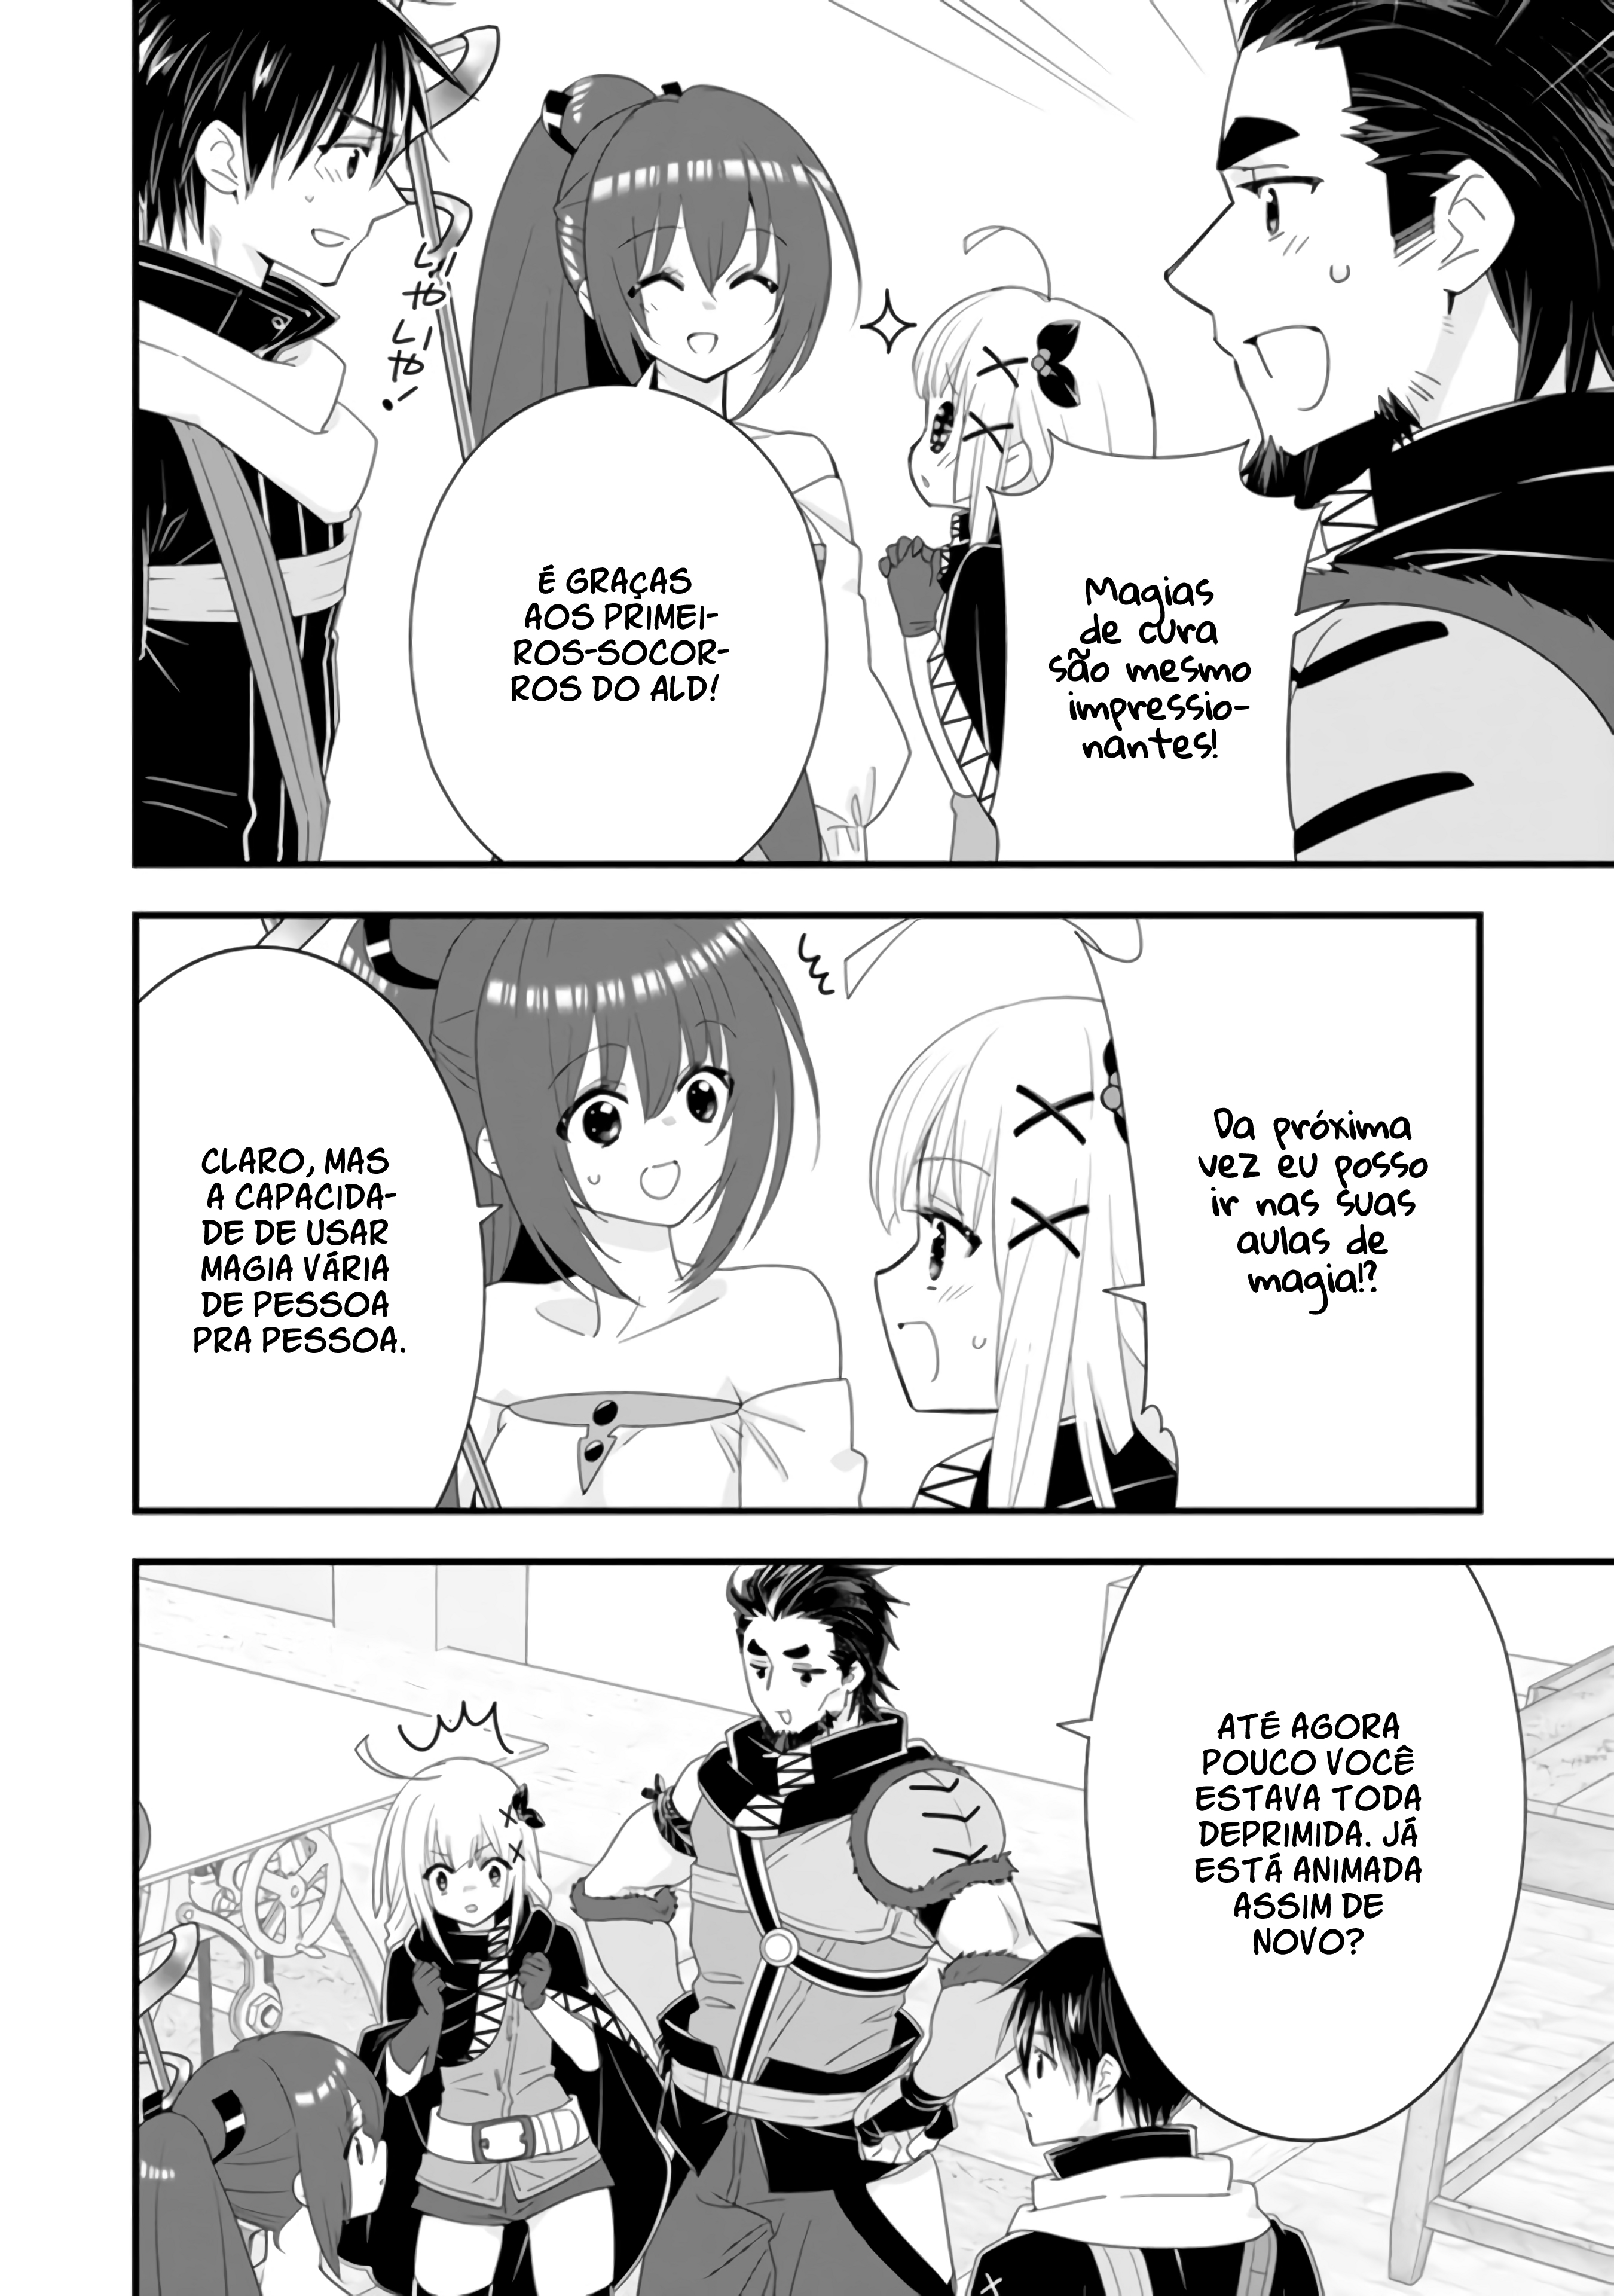 Magias
de cura
são mesmo
impressio-
nantes!
É GRAÇAS
AOS PRIMEI-
ROS-SOCOR-
ROS DO ALD!
Da próxima
vez eu posso
ir nas suas
aulas de
magia!?
CLARO, MAS
A CAPACIDA-
DE DE USAR
MAGIA VÁRIA
DE PESSOA
PRA PESSOA.
ATÉ AGORA
POUCO VOCÊ
ESTAVA TODA
DEPRIMIDA. JÁ
ESTÁ ANIMADA
ASSIM DE
NOVO?